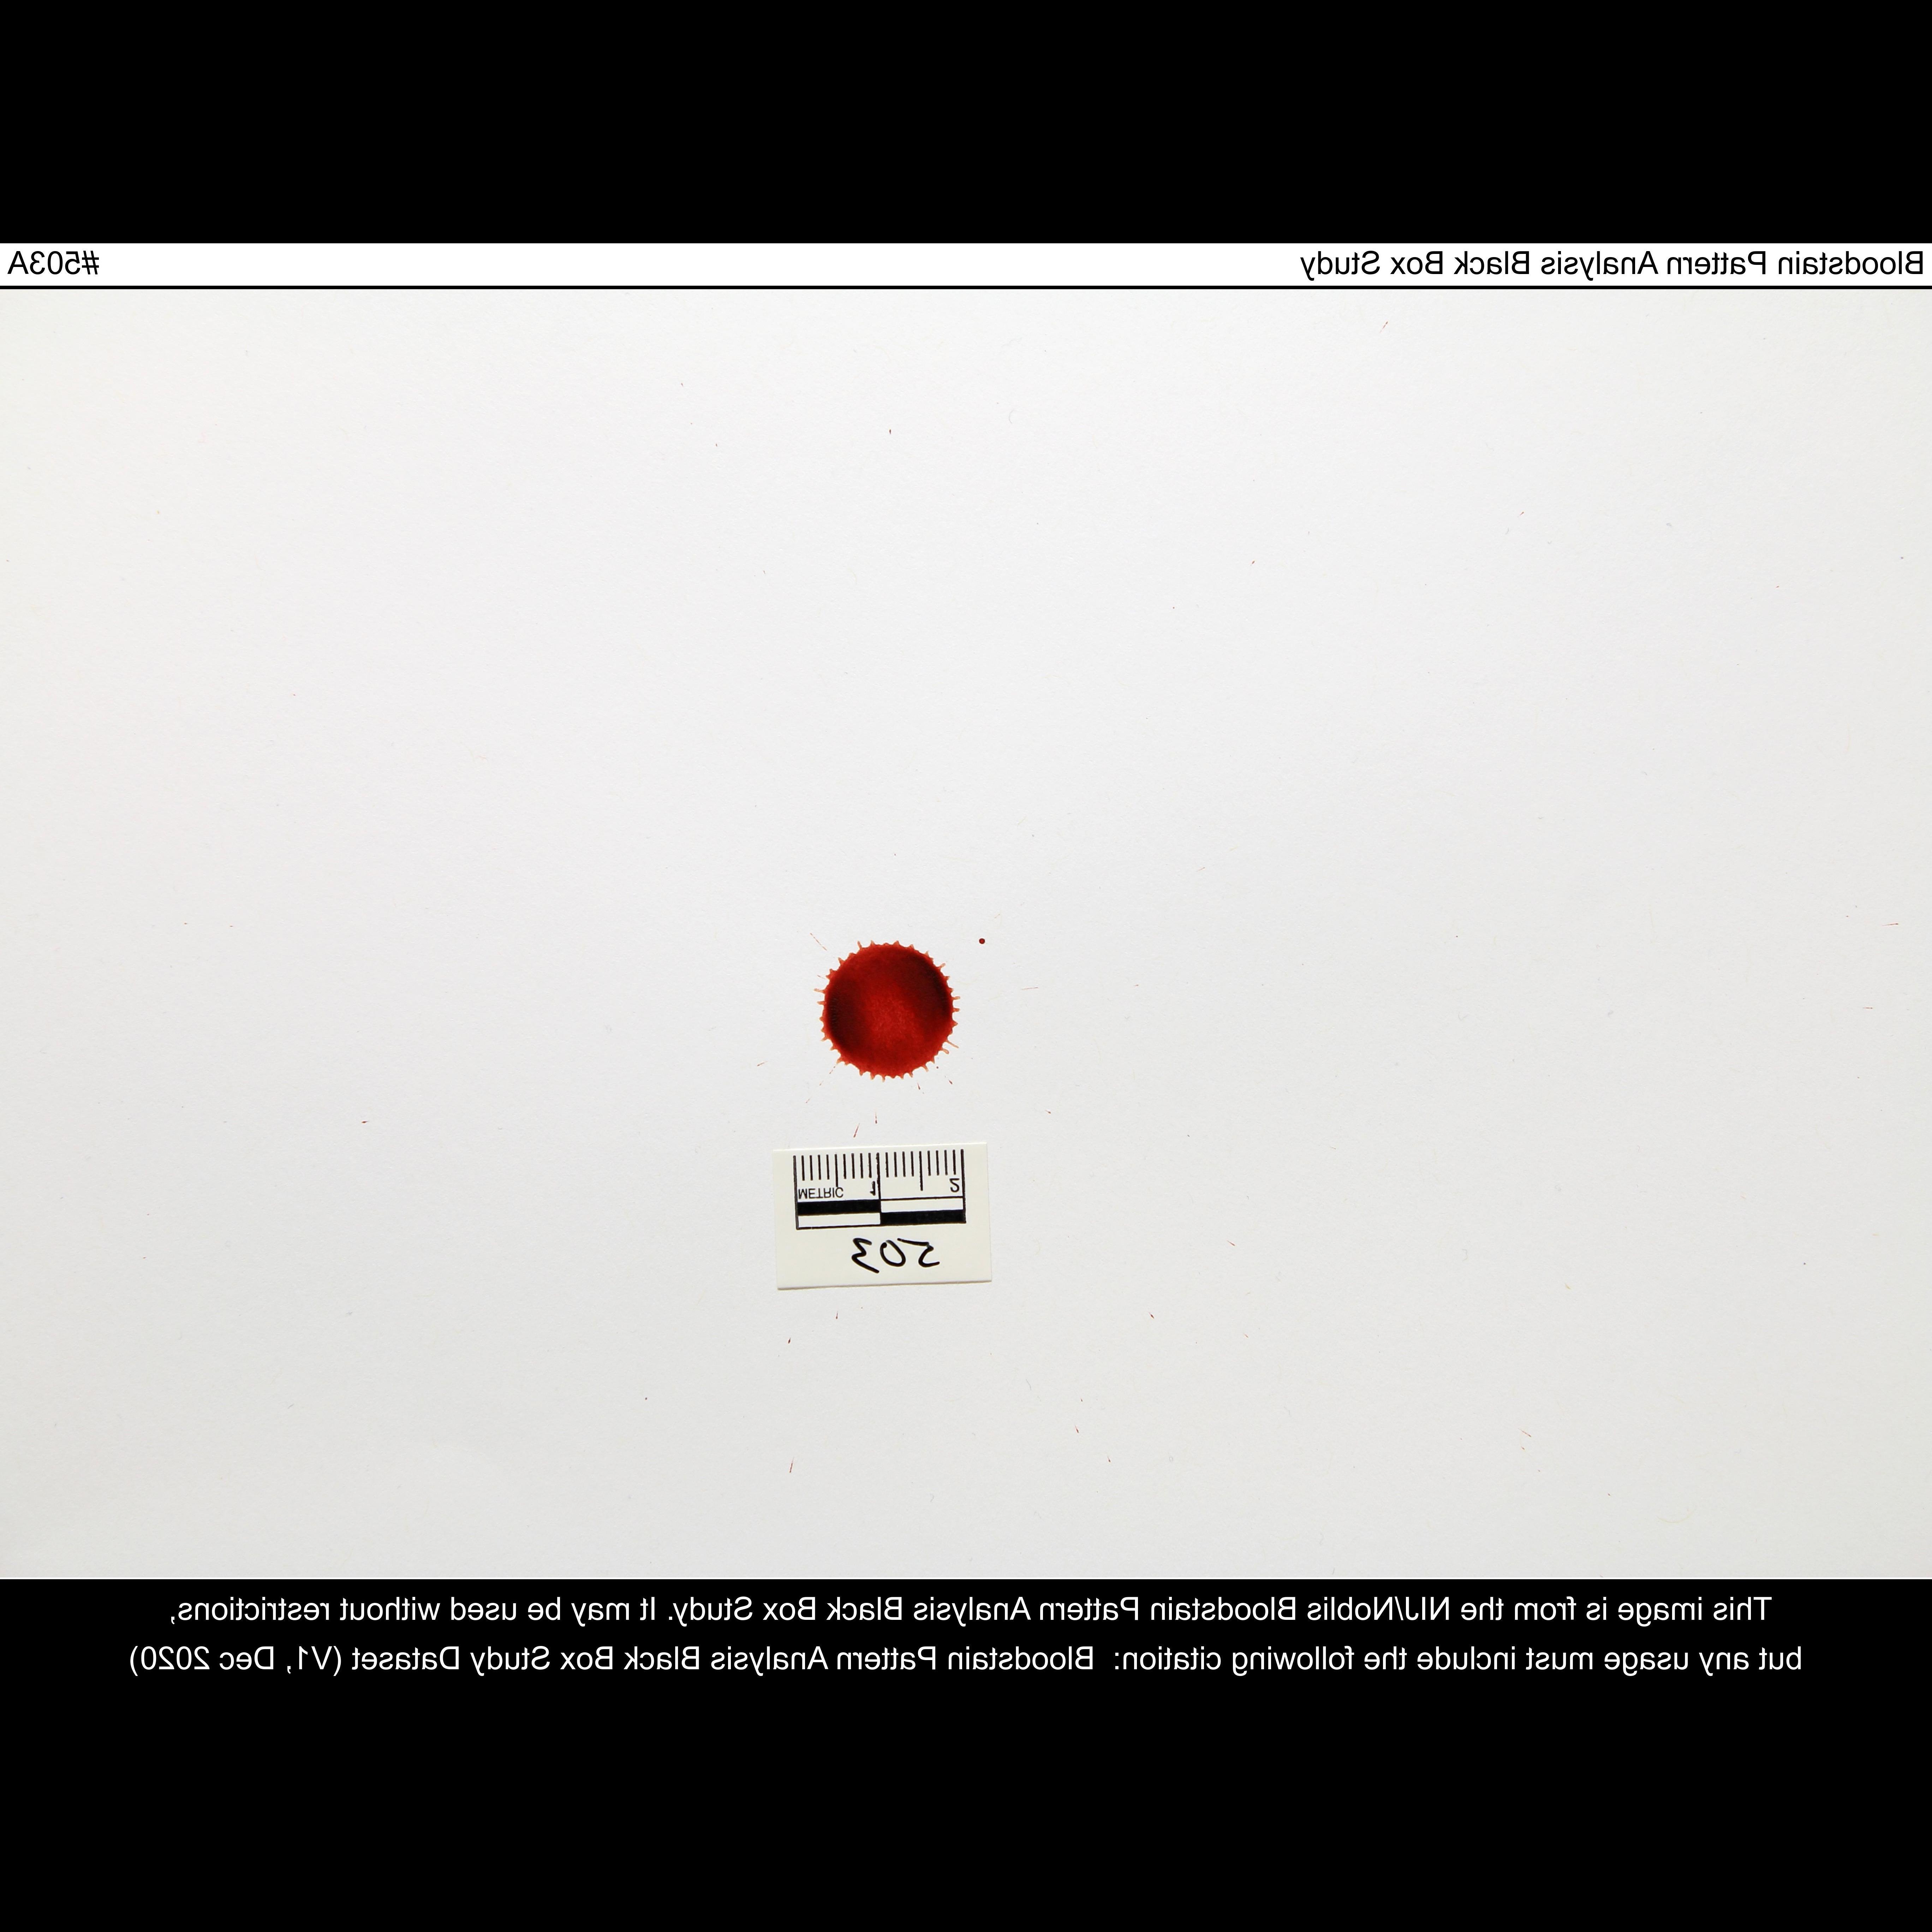 Bloodstain Pattern Analysis Black Box Study #503A
METRIC 1 2
503
This image is from the NIJ/Noblis Bloodstain Pattern Analysis Black Box Study. It may be used without restrictions,
but any usage must include the following citation: Bloodstain Pattern Analysis Black Box Study Dataset (V1, Dec 2020)